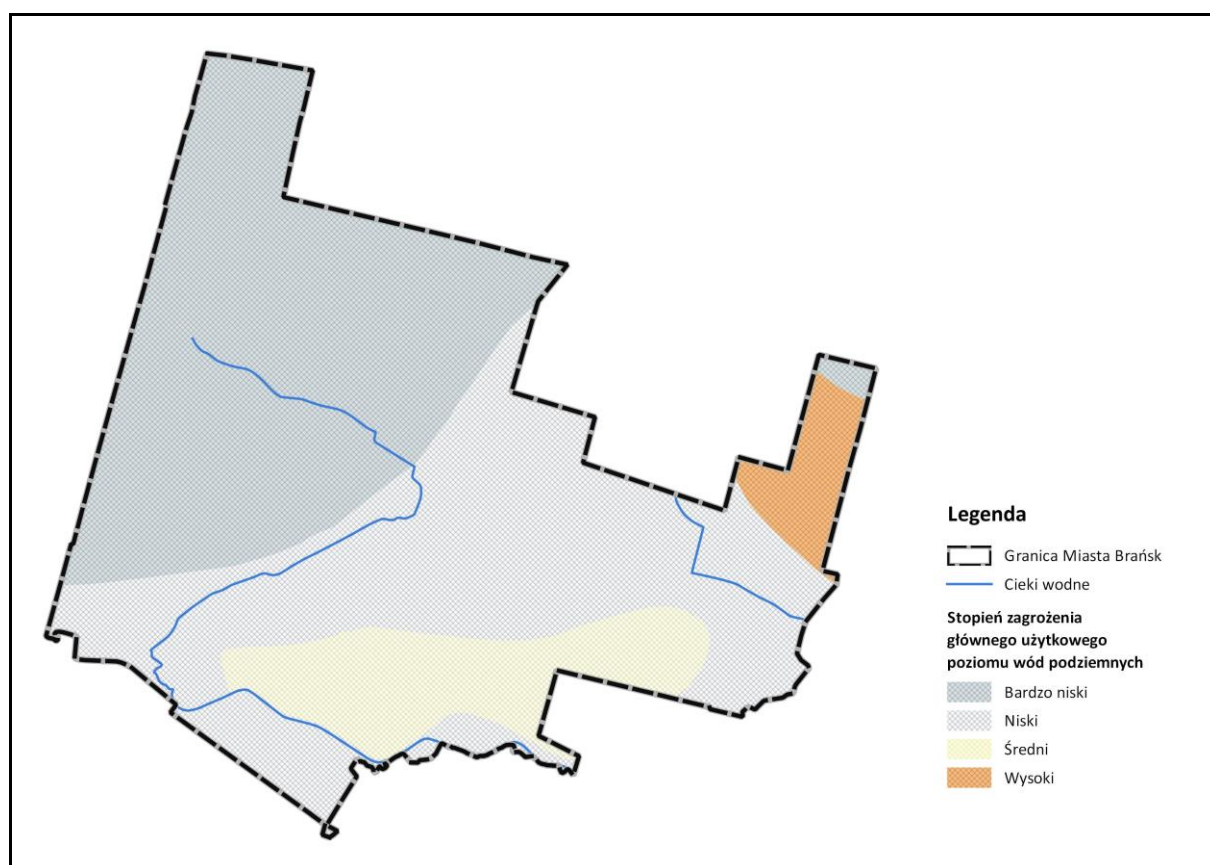 Legenda
Granica Miasta Brańsk
Cieki wodne
Stopień zagrożenia
głównego użytkowego
poziomu wód podziemnych
Bardzo niski
Niski
Średni
Wysoki